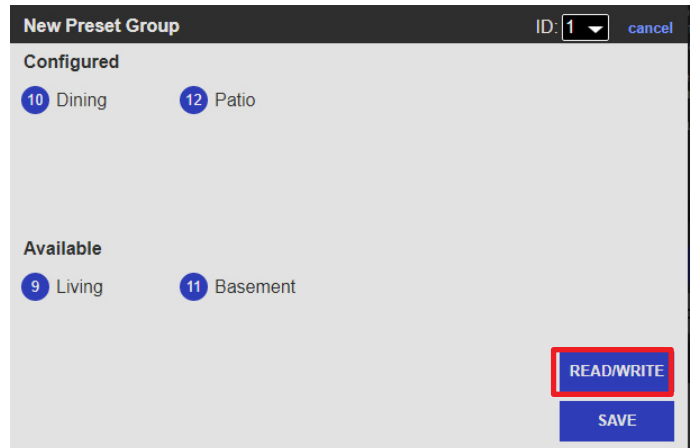 New Preset Group ID: 1 cancel
Configured
10 Dining 12 Patio
Available
9 Living 11 Basement
READ/WRITE
SAVE